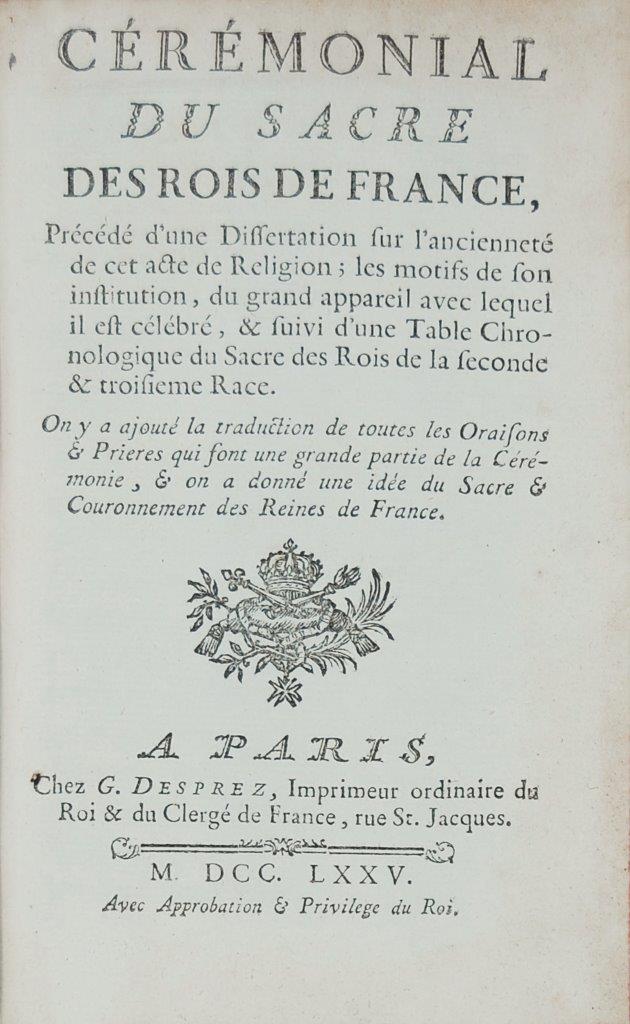 CÉRÉMONIAL
DU SACRE
DES ROIS DE FRANCE,
Précédé d'une Diſſertation ſur l'ancienneté
de cet acte de Religion ; les motifs de ſon
inſtitution, du grand appareil avec lequel
il eſt célébré, & ſuivi d'une Table Chro-
nologique du Sacre des Rois de la ſeconde
& troiſieme Race.
On y a ajouté la traduction de toutes les Oraiſons
& Prieres qui font une grande partie de la Céré-
monie, & on a donné une idée du Sacre &
Couronnement des Reines de France.
A PARIS,
Chez G. DESPREZ, Imprimeur ordinaire du
Roi & du Clergé de France, rue St. Jacques.
M. DCC. LXXV.
Avec Approbation & Privilege du Roi.